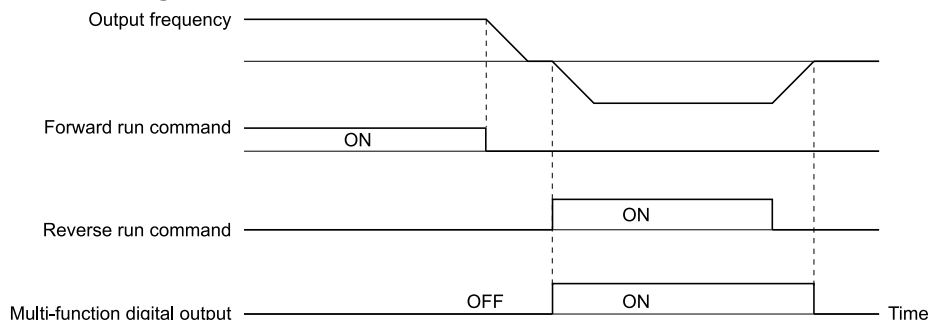 Output frequency
Forward run command
ON
Reverse run command
ON
Multi-function digital output
OFF
ON
Time